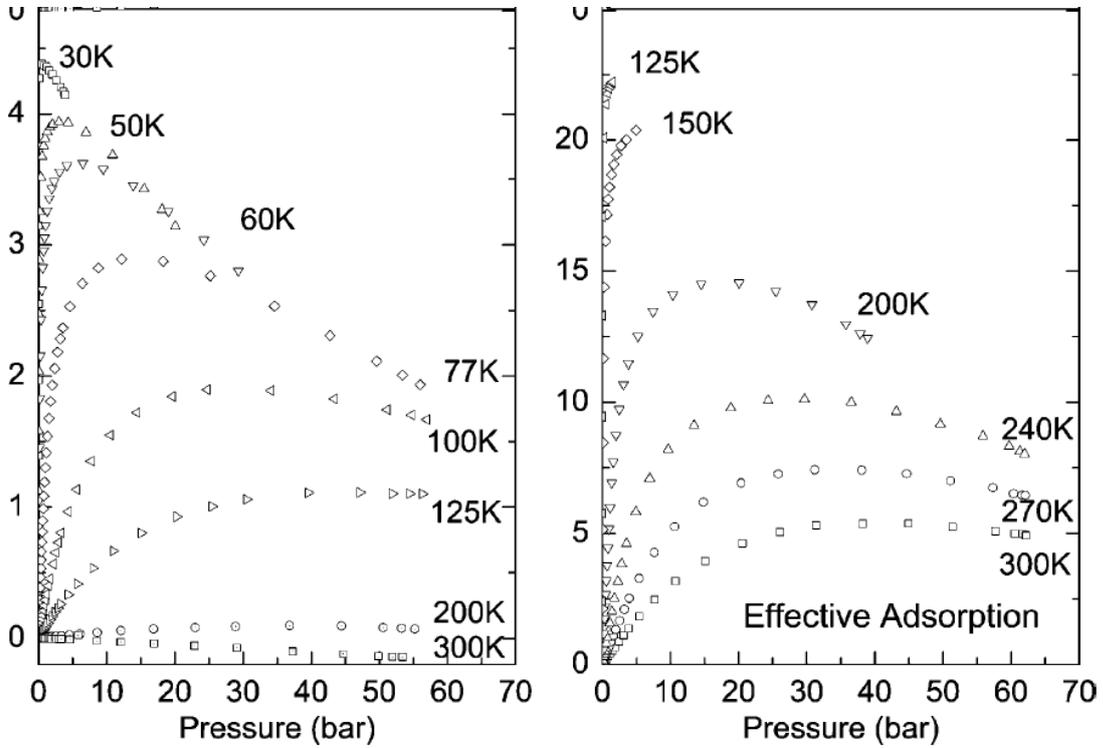 30K
4
50K
60K
3
2
77K
100K
1
125K
200K
0
300K
0 10 20 30 40 50 60 70
Pressure (bar)
125K
20
150K
15
200K
10
240K
270K
5
300K
Effective Adsorption
0
0 10 20 30 40 50 60 70
Pressure (bar)